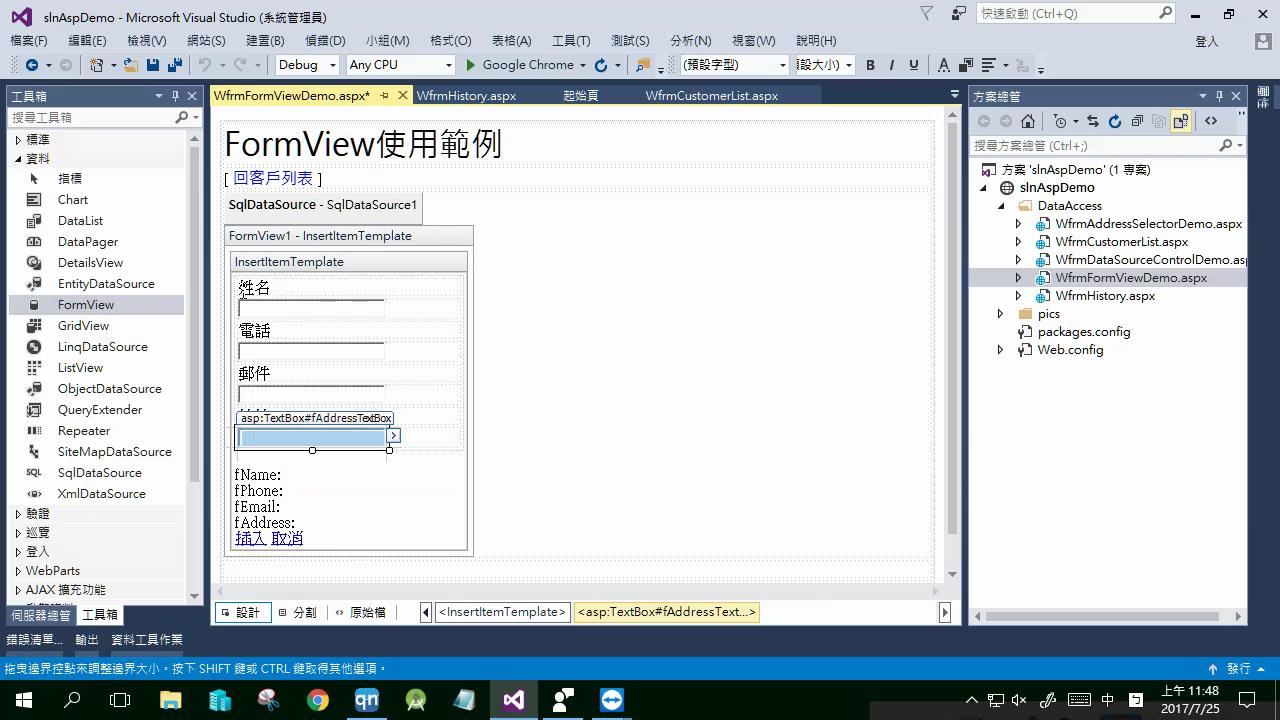 slnAspDemo - Microsoft Visual Studio (系統管理員)
快速啟動 (Ctrl+Q)
檔案(F) 編輯(E) 檢視(V) 網站(S) 建置(B) 偵錯(D) 小組(M) 格式(O) 表格(A) 工具(T) 測試(S) 分析(N) 視窗(W) 說明(H) 登入
Debug Any CPU Google Chrome (預設字型) 設大小) B I U A
工具箱
搜尋工具箱
標準
資料
指標
Chart
DataList
DataPager
DetailsView
EntityDataSource
FormView
GridView
LinqDataSource
ListView
ObjectDataSource
QueryExtender
Repeater
SiteMapDataSource
SqlDataSource
XmlDataSource
驗證
巡覽
登入
WebParts
AJAX 擴充功能
伺服器總管 工具箱
WfrmFormViewDemo.aspx* WfrmHistory.aspx 起始頁 WfrmCustomerList.aspx
FormView使用範例
[ 回客戶列表 ]
SqlDataSource - SqlDataSource1
FormView1 - InsertItemTemplate
InsertItemTemplate
姓名
電話
郵件
asp:TextBox#fAddressTextBox
fName:
fPhone:
fEmail:
fAddress:
插入 取消
設計 分割 原始檔 <InsertItemTemplate> <asp:TextBox#fAddressText...>
方案總管
搜尋方案總管 (Ctrl+;)
方案 'slnAspDemo' (1 專案)
slnAspDemo
DataAccess
WfrmAddressSelectorDemo.aspx
WfrmCustomerList.aspx
WfrmDataSourceControlDemo.asp
WfrmFormViewDemo.aspx
WfrmHistory.aspx
pics
packages.config
Web.config
錯誤清單... 輸出 資料工具作業
拖曳邊界控點來調整邊界大小。按下 SHIFT 鍵或 CTRL 鍵取得其他選項。
發行
qn
中
上午 11:48
2017/7/25